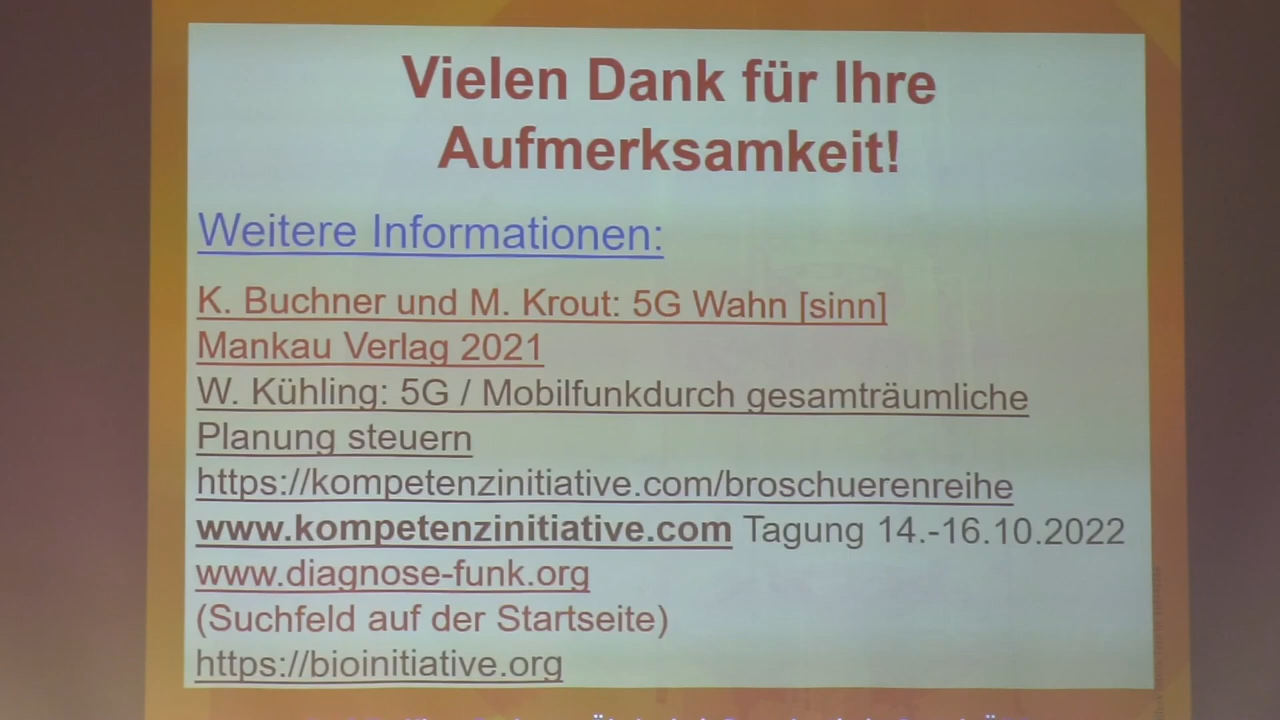 Vielen Dank für Ihre
Aufmerksamkeit!
Weitere Informationen:
K. Buchner und M. Krout: 5G Wahn [sinn]
Mankau Verlag 2021
W. Kühling: 5G / Mobilfunkdurch gesamträumliche
Planung steuern
https://kompetenzinitiative.com/broschuerenreihe
www.kompetenzinitiative.com Tagung 14.-16.10.2022
www.diagnose-funk.org
(Suchfeld auf der Startseite)
https://bioinitiative.org